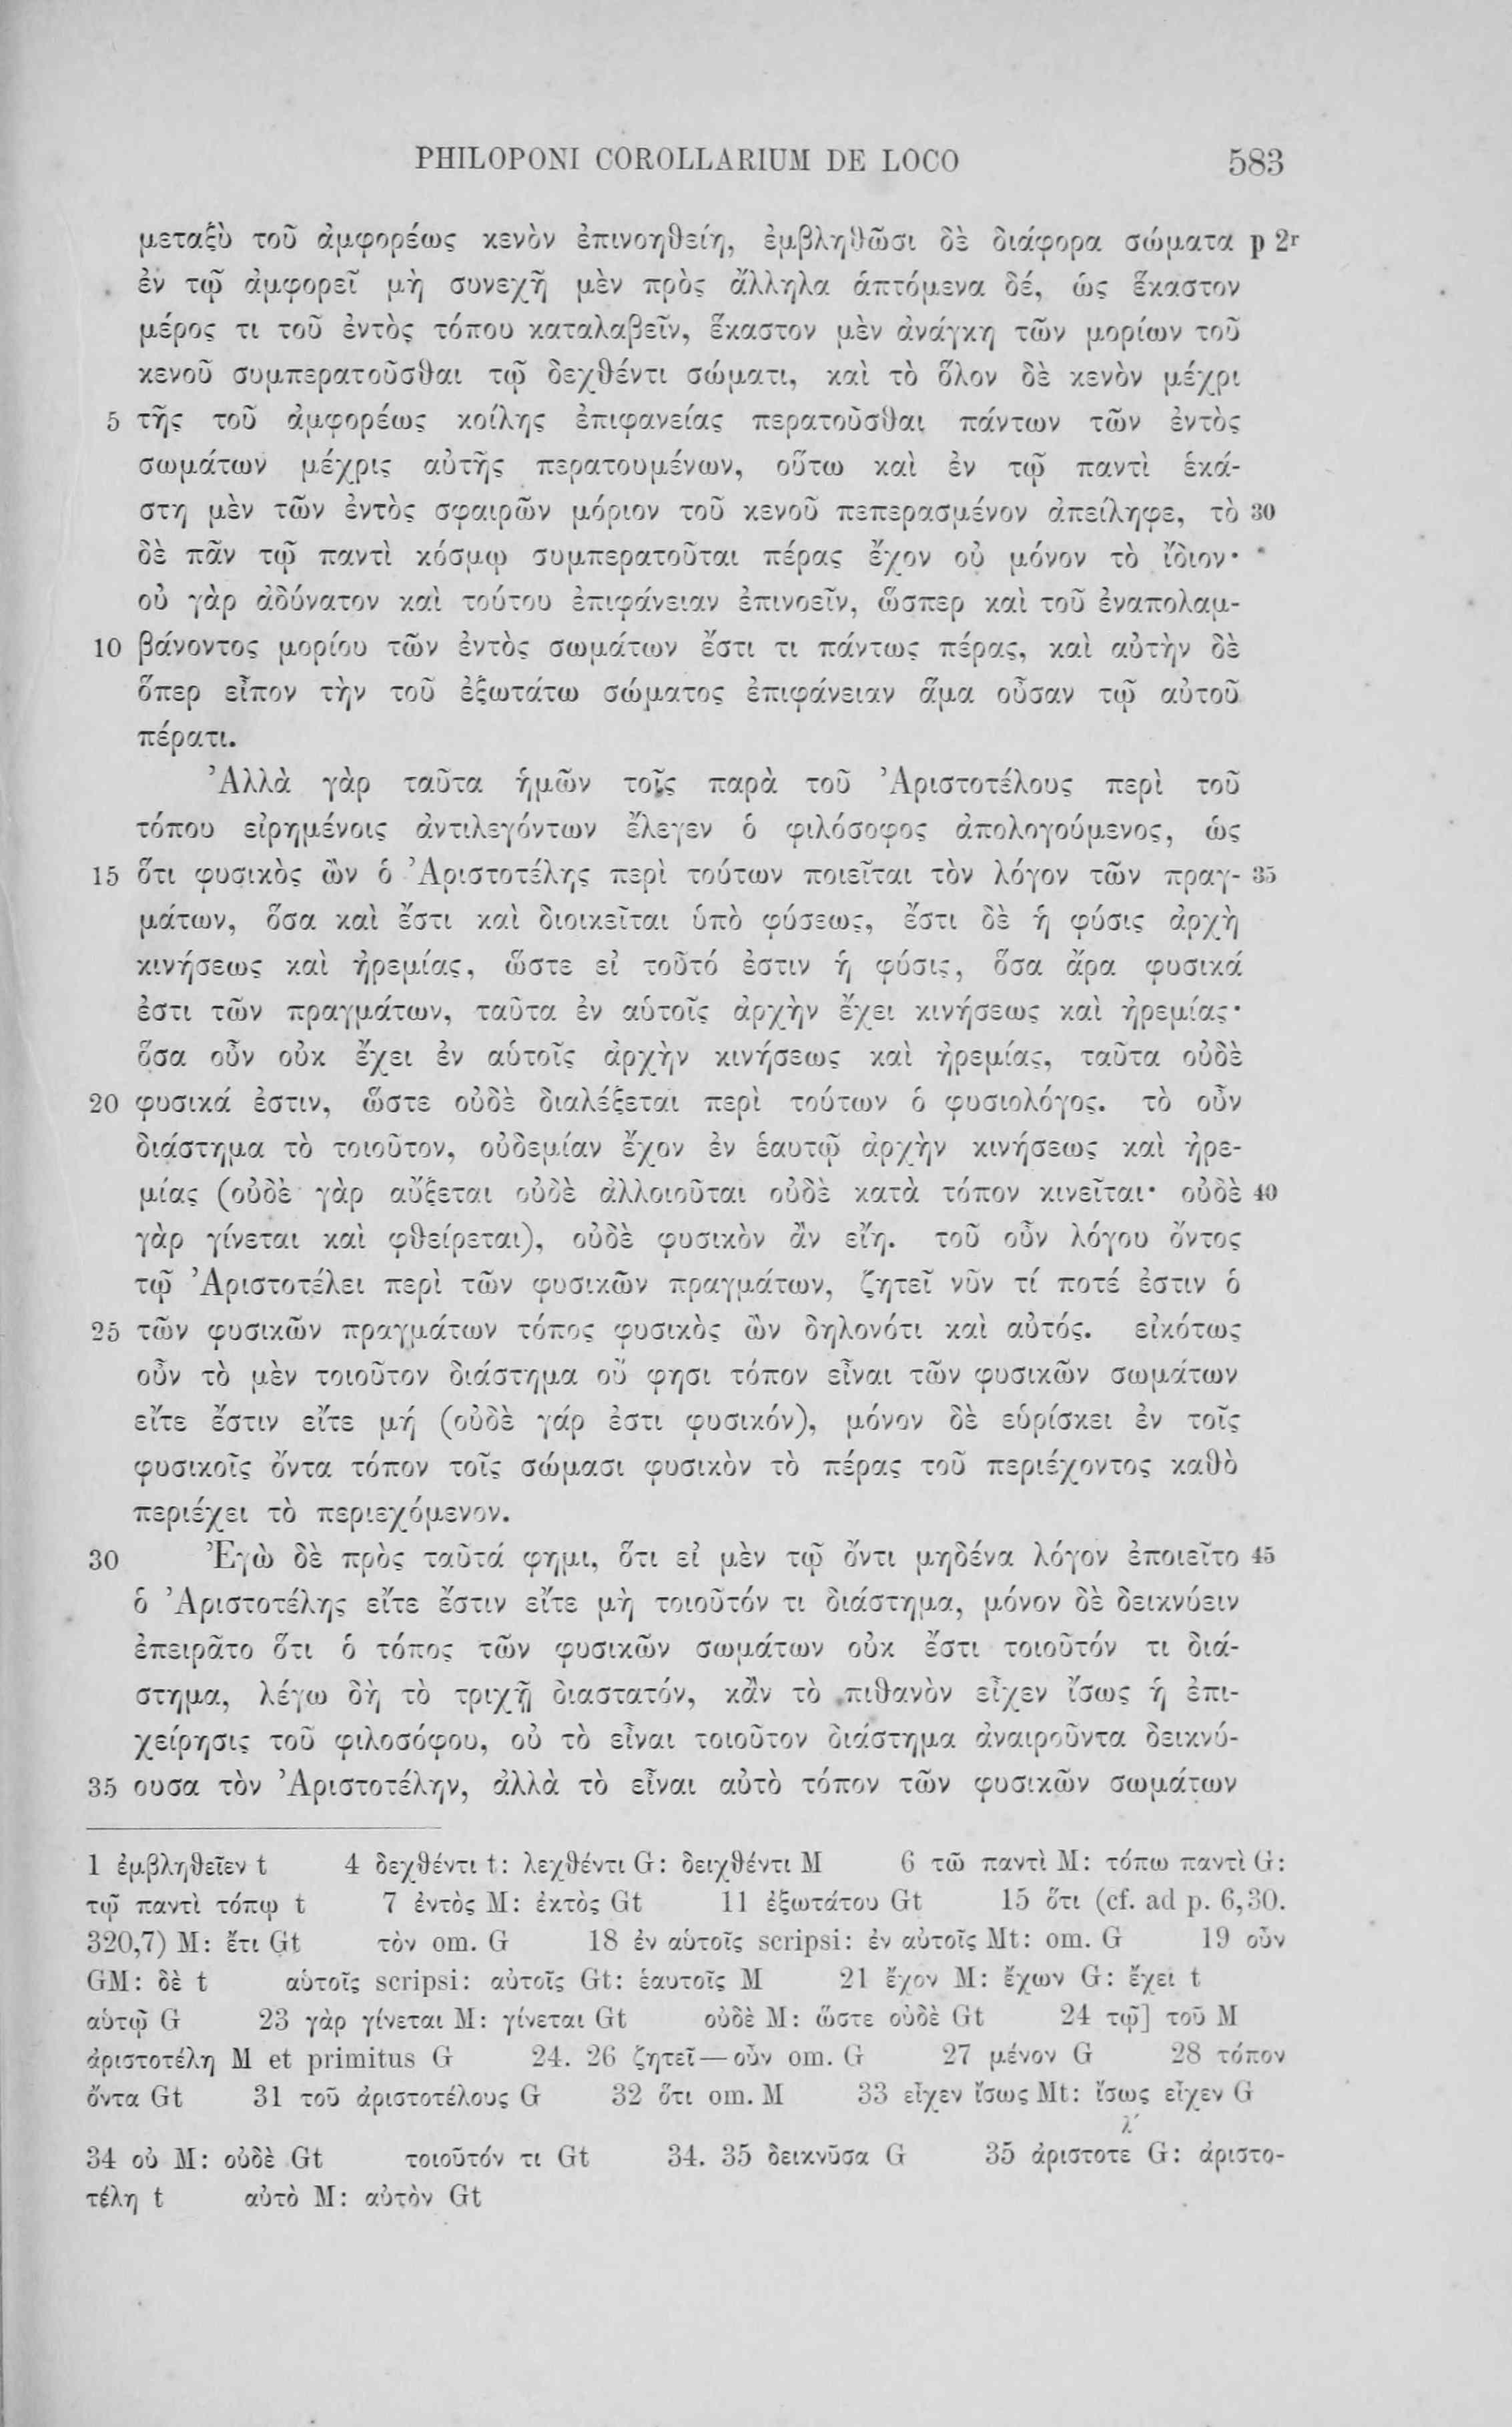 PHILOPONI COROLLARIUM DE LOCO 583
μεταξὺ τοῦ ἀμφορέως κενὸν ἐπινοηθείη, ἐμβληθῶσι δὲ διάφορα σώματα p 2r
ἐν τῷ ἀμφορεῖ μὴ συνεχῆ μὲν πρὸς ἄλληλα ἁπτόμενα δέ, ὡς ἕκαστον
μέρος τι τοῦ ἐντὸς τόπου καταλαβεῖν, ἕκαστον μὲν ἀνάγκη τῶν μορίων τοῦ
κενοῦ συμπερατοῦσθαι τῷ δεχθέντι σώματι, καὶ τὸ ὅλον δὲ κενὸν μέχρι
5 τῆς τοῦ ἀμφορέως κοίλης ἐπιφανείας περατοῦσθαι πάντων τῶν ἐντὸς
σωμάτων μέχρις αὐτῆς περατουμένων, οὕτω καὶ ἐν τῷ παντὶ ἑκά-
στη μὲν τῶν ἐντὸς σφαιρῶν μόριον τοῦ κενοῦ πεπερασμένον ἀπείληφε, τὸ 30
δὲ πᾶν τῷ παντὶ κόσμῳ συμπερατοῦται πέρας ἔχον οὐ μόνον τὸ ἴδιον·
οὐ γὰρ ἀδύνατον καὶ τούτου ἐπιφάνειαν ἐπινοεῖν, ὥσπερ καὶ τοῦ ἐναπολαμ-
10 βάνοντος μορίου τῶν ἐντὸς σωμάτων ἔστι τι πάντως πέρας, καὶ αὐτὴν δὲ
ὅπερ εἶπον τὴν τοῦ ἐξωτάτω σώματος ἐπιφάνειαν ἅμα οὖσαν τῷ αὐτοῦ
πέρατι.
Ἀλλὰ γὰρ ταῦτα ἡμῶν τοῖς παρὰ τοῦ Ἀριστοτέλους περὶ τοῦ
τόπου εἰρημένοις ἀντιλεγόντων ἔλεγεν ὁ φιλόσοφος ἀπολογούμενος, ὡς
15 ὅτι φυσικὸς ὢν ὁ Ἀριστοτέλης περὶ τούτων ποιεῖται τὸν λόγον τῶν πραγ- 35
μάτων, ὅσα καὶ ἔστι καὶ διοικεῖται ὑπὸ φύσεως, ἔστι δὲ ἡ φύσις ἀρχὴ
κινήσεως καὶ ἠρεμίας, ὥστε εἰ τοῦτό ἐστιν ἡ φύσις, ὅσα ἄρα φυσικά
ἐστι τῶν πραγμάτων, ταῦτα ἐν αὑτοῖς ἀρχὴν ἔχει κινήσεως καὶ ἠρεμίας·
ὅσα οὖν οὐκ ἔχει ἐν αὑτοῖς ἀρχὴν κινήσεως καὶ ἠρεμίας, ταῦτα οὐδὲ
20 φυσικά ἐστιν, ὥστε οὐδὲ διαλέξεται περὶ τούτων ὁ φυσιολόγος. τὸ οὖν
διάστημα τὸ τοιοῦτον, οὐδεμίαν ἔχον ἐν ἑαυτῷ ἀρχὴν κινήσεως καὶ ἠρε-
μίας (οὐδὲ γὰρ αὔξεται οὐδὲ ἀλλοιοῦται οὐδὲ κατὰ τόπον κινεῖται· οὐδὲ 40
γὰρ γίνεται καὶ φθείρεται), οὐδὲ φυσικὸν ἂν εἴη. τοῦ οὖν λόγου ὄντος
τῷ Ἀριστοτέλει περὶ τῶν φυσικῶν πραγμάτων, ζητεῖ νῦν τί ποτέ ἐστιν ὁ
25 τῶν φυσικῶν πραγμάτων τόπος φυσικὸς ὢν δηλονότι καὶ αὐτός. εἰκότως
οὖν τὸ μὲν τοιοῦτον διάστημα οὔ φησι τόπον εἶναι τῶν φυσικῶν σωμάτων
εἴτε ἔστιν εἴτε μή (οὐδὲ γάρ ἐστι φυσικόν), μόνον δὲ εὑρίσκει ἐν τοῖς
φυσικοῖς ὄντα τόπον τοῖς σώμασι φυσικὸν τὸ πέρας τοῦ περιέχοντος καθὸ
περιέχει τὸ περιεχόμενον.
30 Ἐγὼ δὲ πρὸς ταῦτά φημι, ὅτι εἰ μὲν τῷ ὄντι μηδένα λόγον ἐποιεῖτο 45
ὁ Ἀριστοτέλης εἴτε ἔστιν εἴτε μὴ τοιοῦτόν τι διάστημα, μόνον δὲ δεικνύειν
ἐπειρᾶτο ὅτι ὁ τόπος τῶν φυσικῶν σωμάτων οὐκ ἔστι τοιοῦτόν τι διά-
στημα, λέγω δὴ τὸ τριχῇ διαστατόν, κἂν τὸ πιθανὸν εἶχεν ἴσως ἡ ἐπι-
χείρησις τοῦ φιλοσόφου, οὐ τὸ εἶναι τοιοῦτον διάστημα ἀναιροῦντα δεικνύ-
35 ουσα τὸν Ἀριστοτέλην, ἀλλὰ τὸ εἶναι αὐτὸ τόπον τῶν φυσικῶν σωμάτων
1 ἐμβληθεῖεν t 4 δεχθέντι t: λεχθέντι G: δειχθέντι M 6 τῶ παντὶ M: τόπω παντὶ G:
τῷ παντὶ τόπῳ t 7 ἐντὸς M: ἐκτὸς Gt 11 ἐξωτάτου Gt 15 ὅτι (cf. ad p. 6,30.
320,7) M: ἔτι Gt τὸν om. G 18 ἐν αὑτοῖς scripsi: ἐν αὐτοῖς Mt: om. G 19 οὖν
GM: δὲ t αὑτοῖς scripsi: αὐτοῖς Gt: ἑαυτοῖς M 21 ἔχον M: ἔχων G: ἔχει t
αὑτῷ G 23 γὰρ γίνεται M: γίνεται Gt οὐδὲ M: ὥστε οὐδὲ Gt 24 τῷ] τοῦ M
ἀριστοτέλη M et primitus G 24. 26 ζητεῖ — οὖν om. G 27 μένον G 28 τόπον
ὄντα Gt 31 τοῦ ἀριστοτέλους G 32 ὅτι om. M 33 εἶχεν ἴσως Mt: ἴσως εἶχεν G
34 οὐ M: οὐδὲ Gt τοιοῦτόν τι Gt 34. 35 δεικνῦσα G 35 ἀριστοτε λ´ G: ἀριστο-
τέλη t αὐτὸ M: αὐτὸν Gt